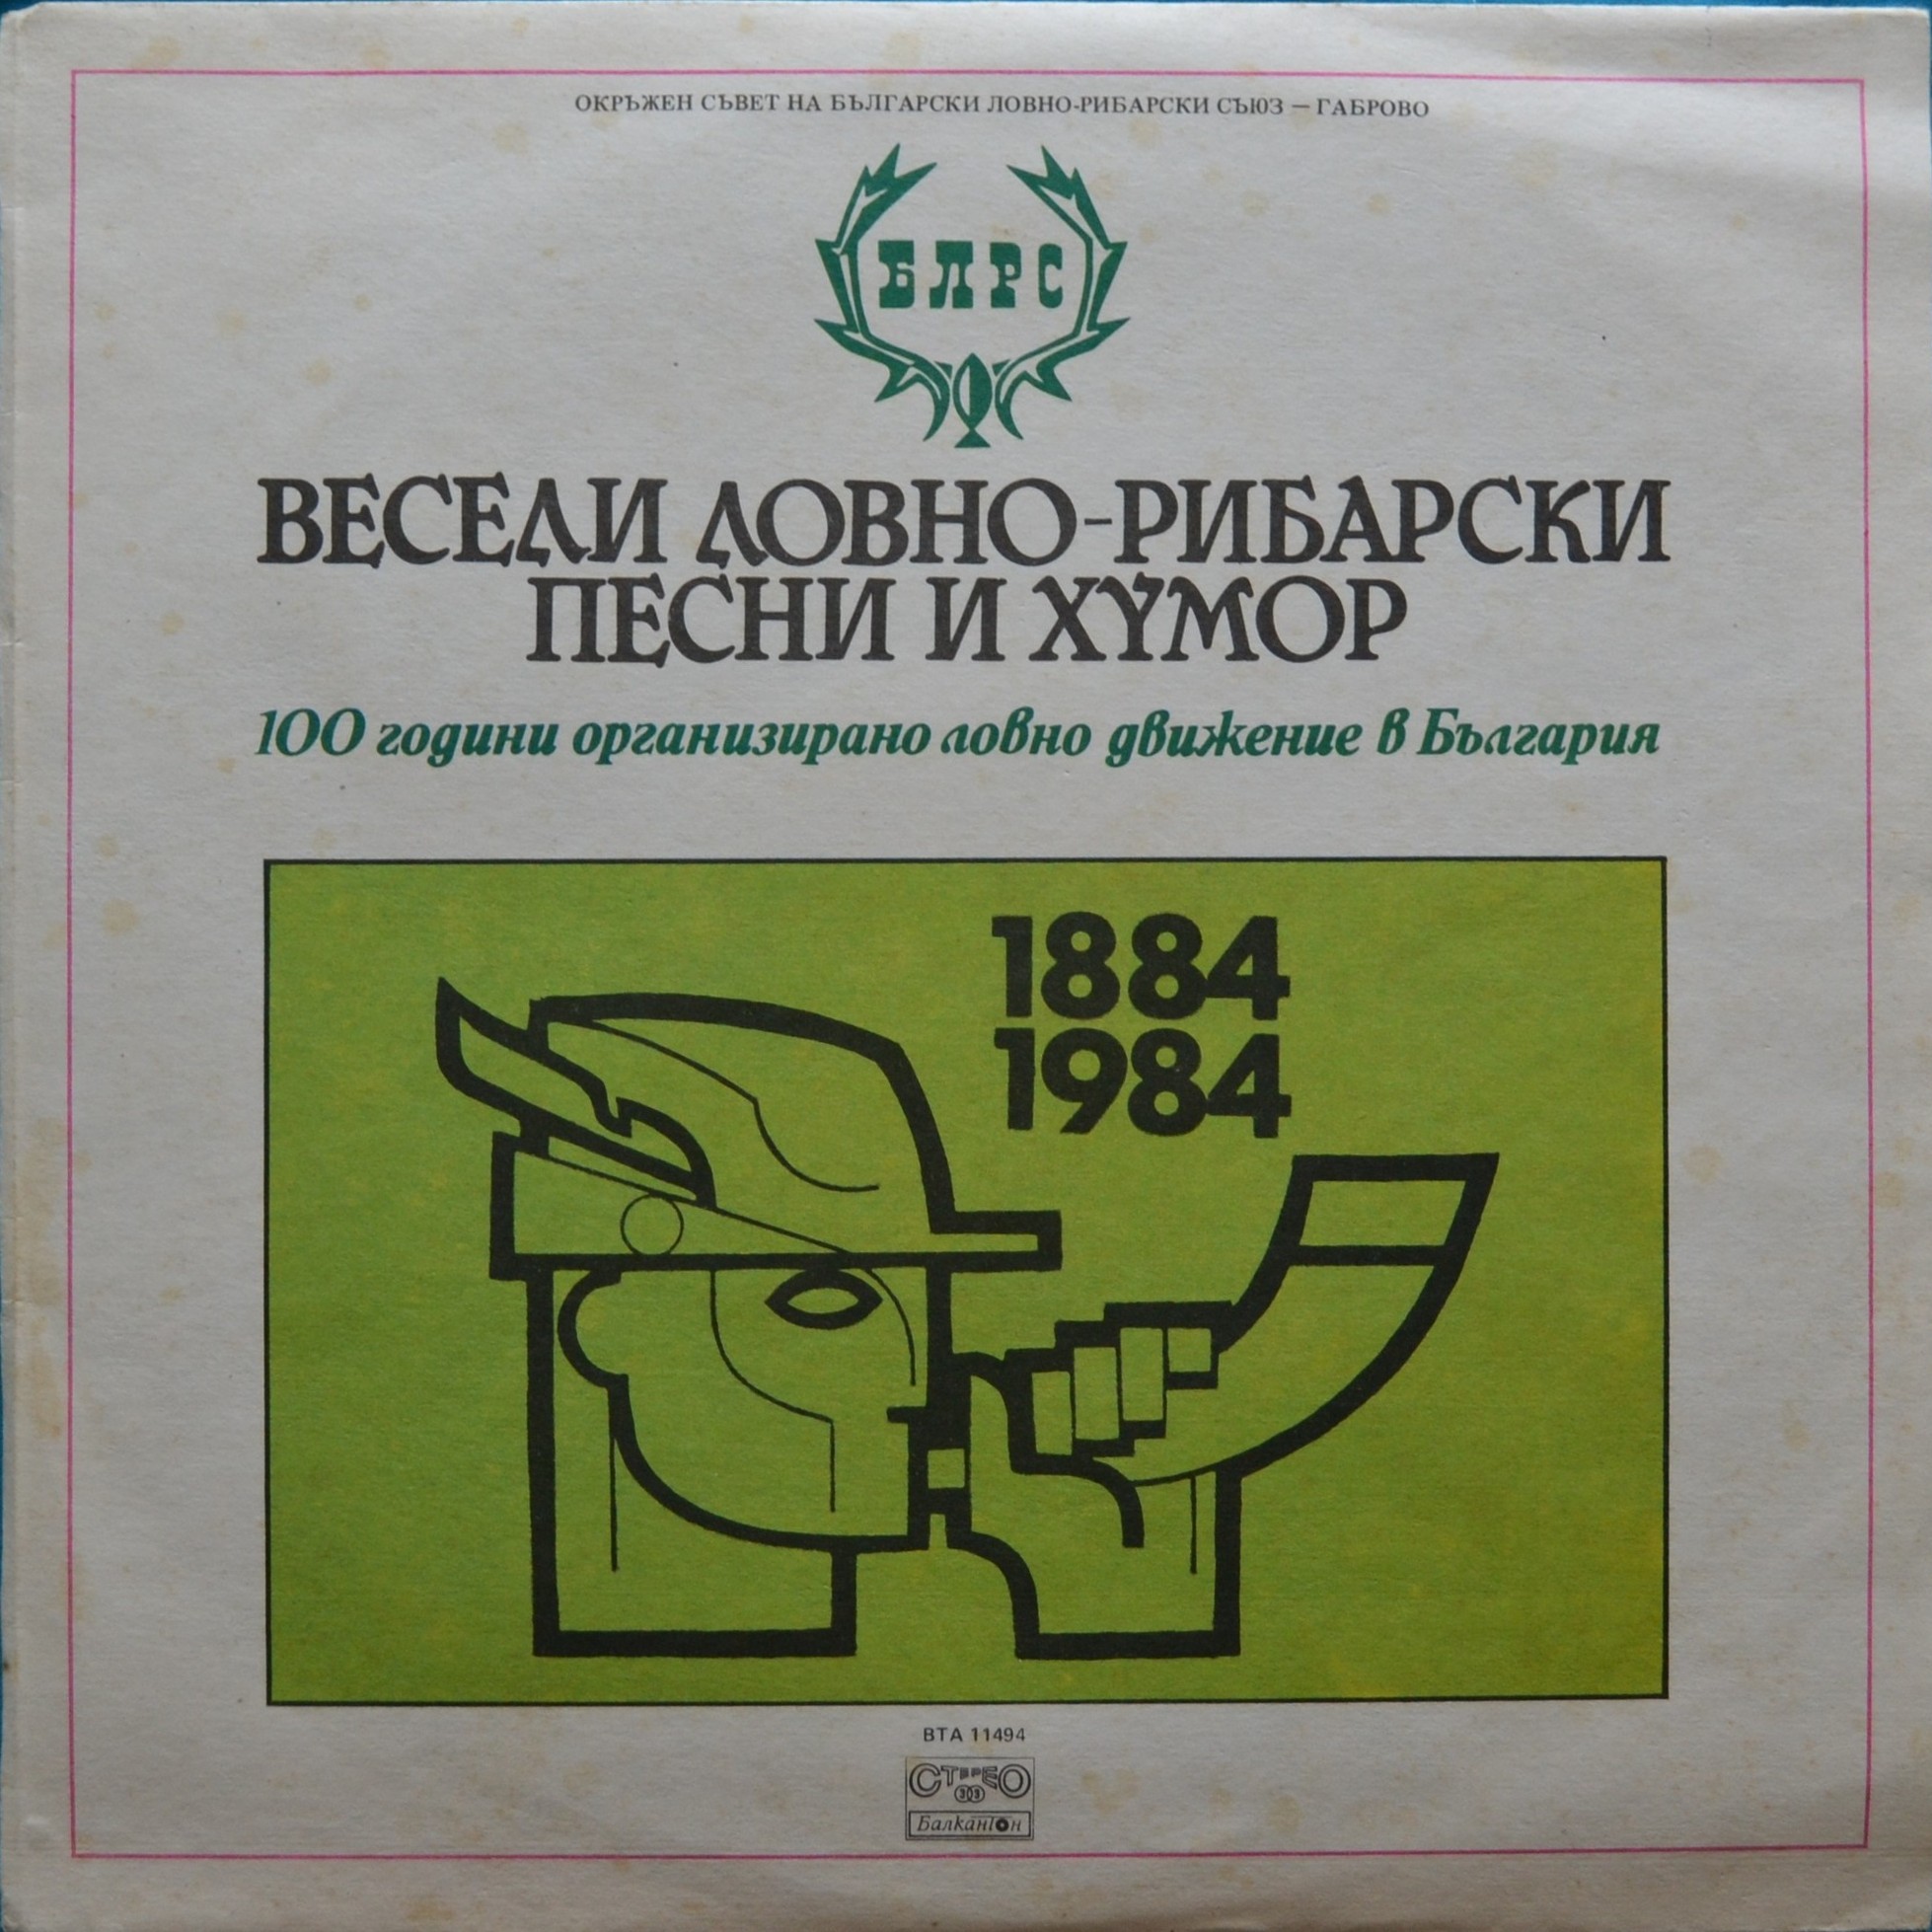 ОКРЪЖЕН СЪВЕТ НА БЪЛГАРСКИ ЛОВНО-РИБАРСКИ СЪЮЗ — ГАБРОВО
БЛРС
ВЕСЕЛИ ЛОВНО-РИБАРСКИ
ПЕСНИ И ХУМОР
100 години организирано ловно движение в България
1884
1984
ВТА 11494
СТЕРЕО
33
Балкантон